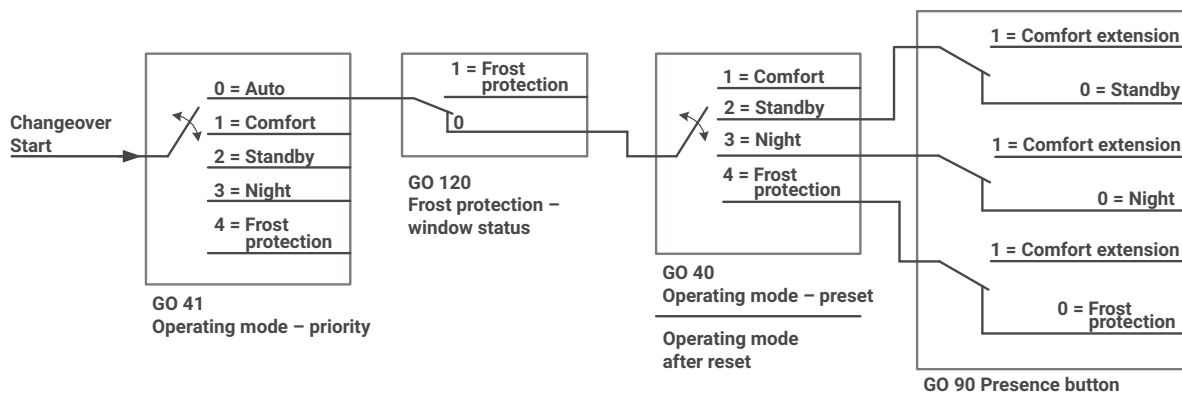 Changeover
Start
0 = Auto
1 = Comfort
2 = Standby
3 = Night
4 = Frost
protection
GO 41
Operating mode – priority
1 = Frost
protection
0
GO 120
Frost protection –
window status
1 = Comfort
2 = Standby
3 = Night
4 = Frost
protection
GO 40
Operating mode – preset
Operating mode
after reset
1 = Comfort extension
0 = Standby
1 = Comfort extension
0 = Night
1 = Comfort extension
0 = Frost
protection
GO 90 Presence button